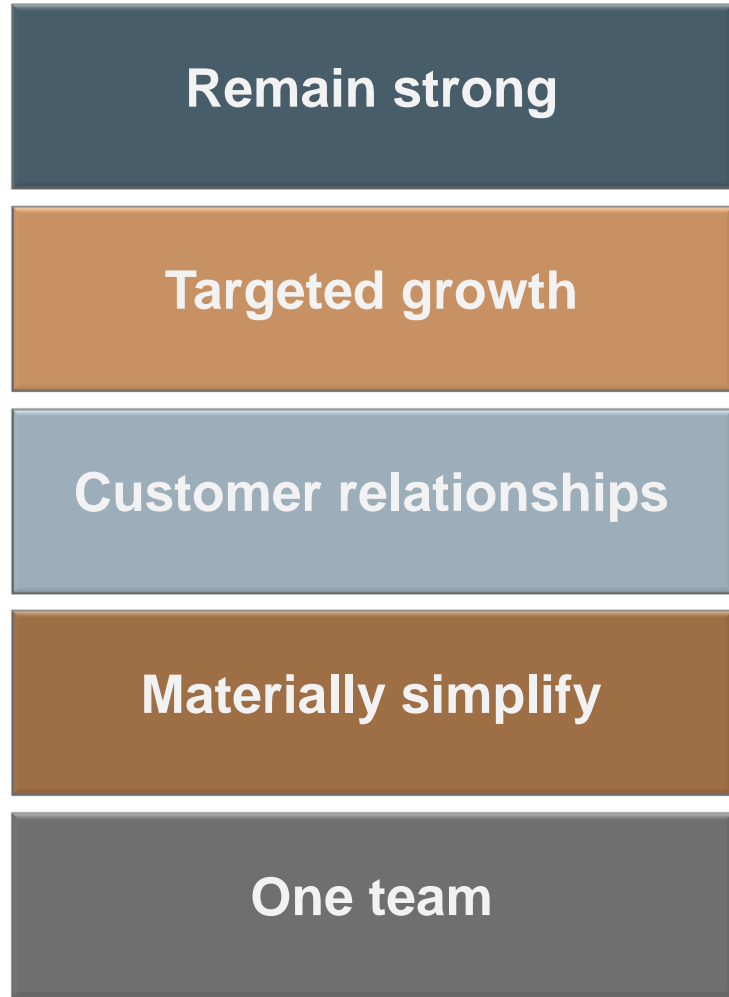 Remain strong
Targeted growth
Customer relationships
Materially simplify
One team